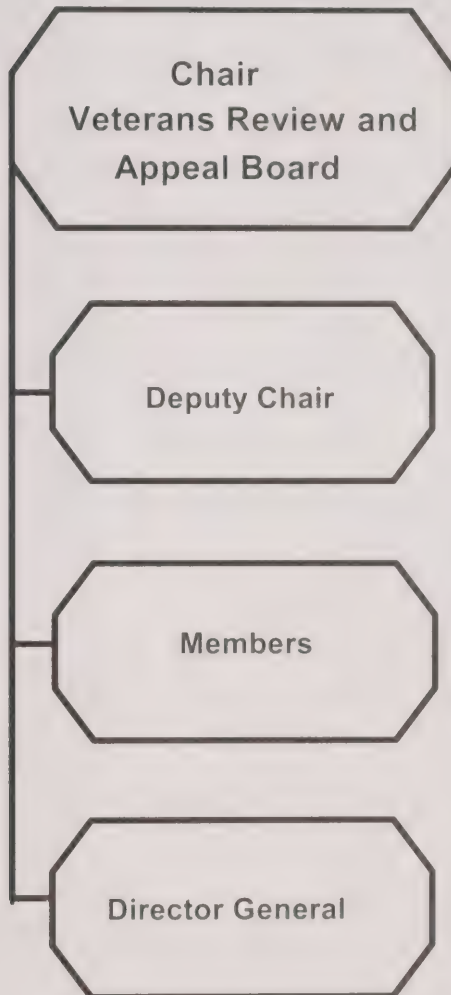 Chair
Veterans Review and
Appeal Board
Deputy Chair
Members
Director General